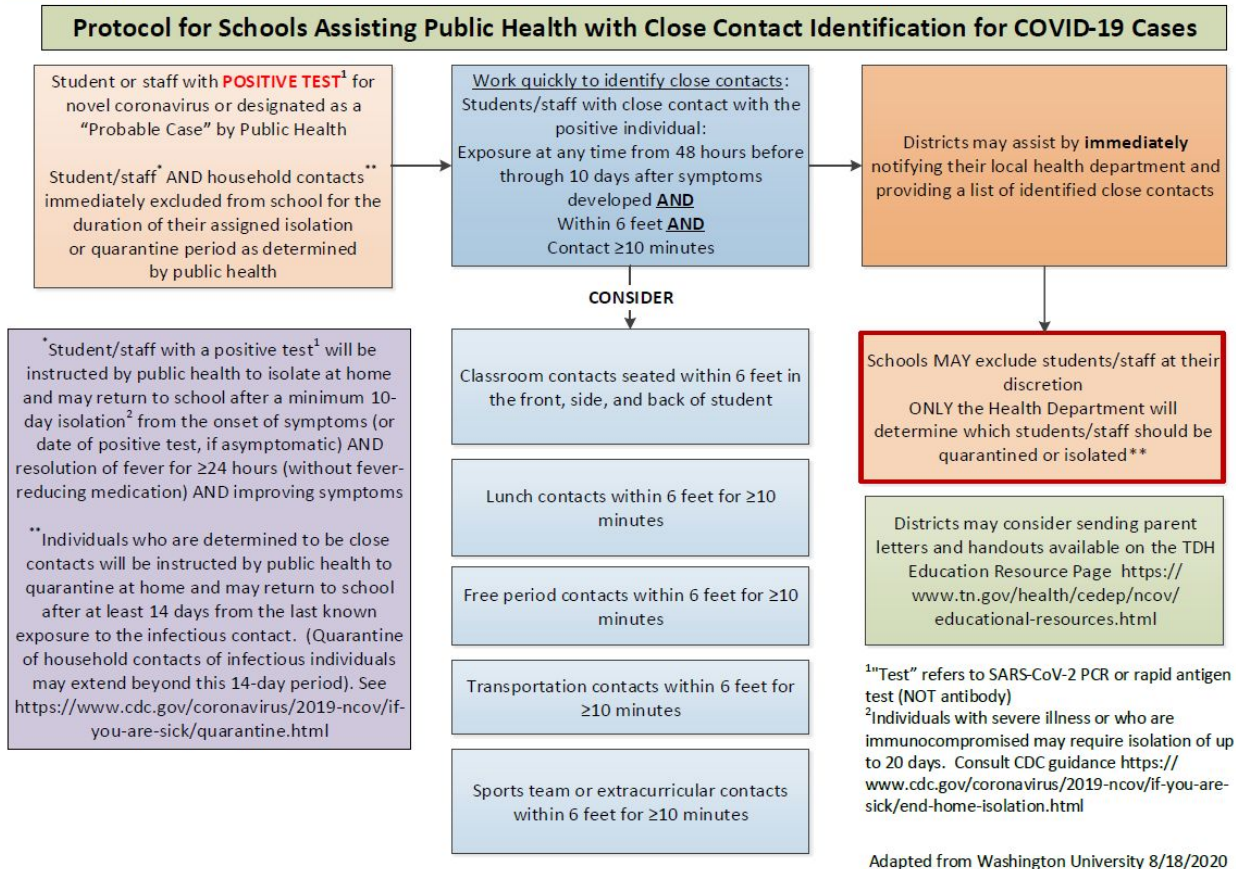 Protocol for Schools Assisting Public Health with Close Contact Identification for COVID-19 Cases
Student or staff with POSITIVE TEST¹ for
novel coronavirus or designated as a
“Probable Case” by Public Health
Student/staff* AND household contacts**
immediately excluded from school for the
duration of their assigned isolation
or quarantine period as determined
by public health
Work quickly to identify close contacts:
Students/staff with close contact with the
positive individual:
Exposure at any time from 48 hours before
through 10 days after symptoms
developed AND
Within 6 feet AND
Contact ≥10 minutes
Districts may assist by immediately
notifying their local health department and
providing a list of identified close contacts
CONSIDER
*Student/staff with a positive test¹ will be
instructed by public health to isolate at home
and may return to school after a minimum 10-
day isolation² from the onset of symptoms (or
date of positive test, if asymptomatic) AND
resolution of fever for ≥24 hours (without fever-
reducing medication) AND improving symptoms
**Individuals who are determined to be close
contacts will be instructed by public health to
quarantine at home and may return to school
after at least 14 days from the last known
exposure to the infectious contact. (Quarantine
of household contacts of infectious individuals
may extend beyond this 14-day period). See
https://www.cdc.gov/coronavirus/2019-ncov/if-
you-are-sick/quarantine.html
Classroom contacts seated within 6 feet in
the front, side, and back of student
Lunch contacts within 6 feet for ≥10
minutes
Free period contacts within 6 feet for ≥10
minutes
Transportation contacts within 6 feet for
≥10 minutes
Sports team or extracurricular contacts
within 6 feet for ≥10 minutes
Schools MAY exclude students/staff at their
discretion
ONLY the Health Department will
determine which students/staff should be
quarantined or isolated**
Districts may consider sending parent
letters and handouts available on the TDH
Education Resource Page https://
www.tn.gov/health/cedep/ncov/
educational-resources.html
¹"Test” refers to SARS-CoV-2 PCR or rapid antigen
test (NOT antibody)
²Individuals with severe illness or who are
immunocompromised may require isolation of up
to 20 days. Consult CDC guidance https://
www.cdc.gov/coronavirus/2019-ncov/if-you-are-
sick/end-home-isolation.html
Adapted from Washington University 8/18/2020